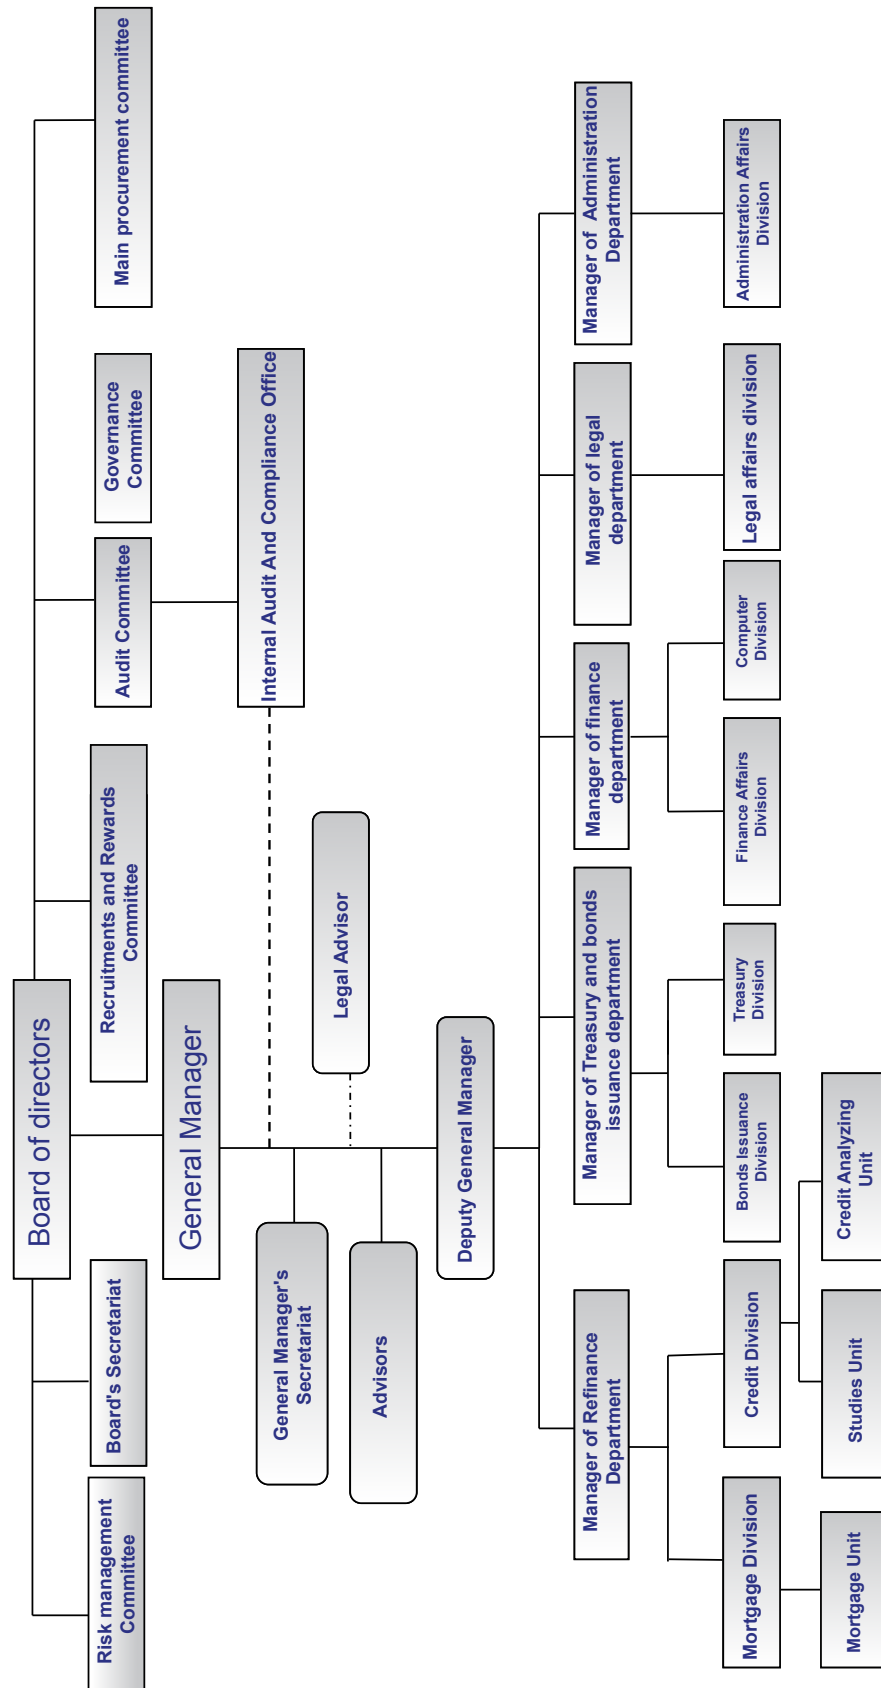 Board of directors
Risk management
Committee
Board's Secretariat
Recruitments and Rewards
Committee
Audit Committee
Governance
Committee
Main procurement committee
General Manager
Internal Audit And Compliance Office
General Manager's
Secretariat
Legal Advisor
Advisors
Deputy General Manager
Manager of Refinance
Department
Manager of Treasury and bonds
issuance department
Manager of finance
department
Manager of legal
department
Manager of Administration
Department
Mortgage Division
Credit Division
Bonds Issuance
Division
Treasury
Division
Finance Affairs
Division
Computer
Division
Legal affairs division
Administration Affairs
Division
Mortgage Unit
Studies Unit
Credit Analyzing
Unit